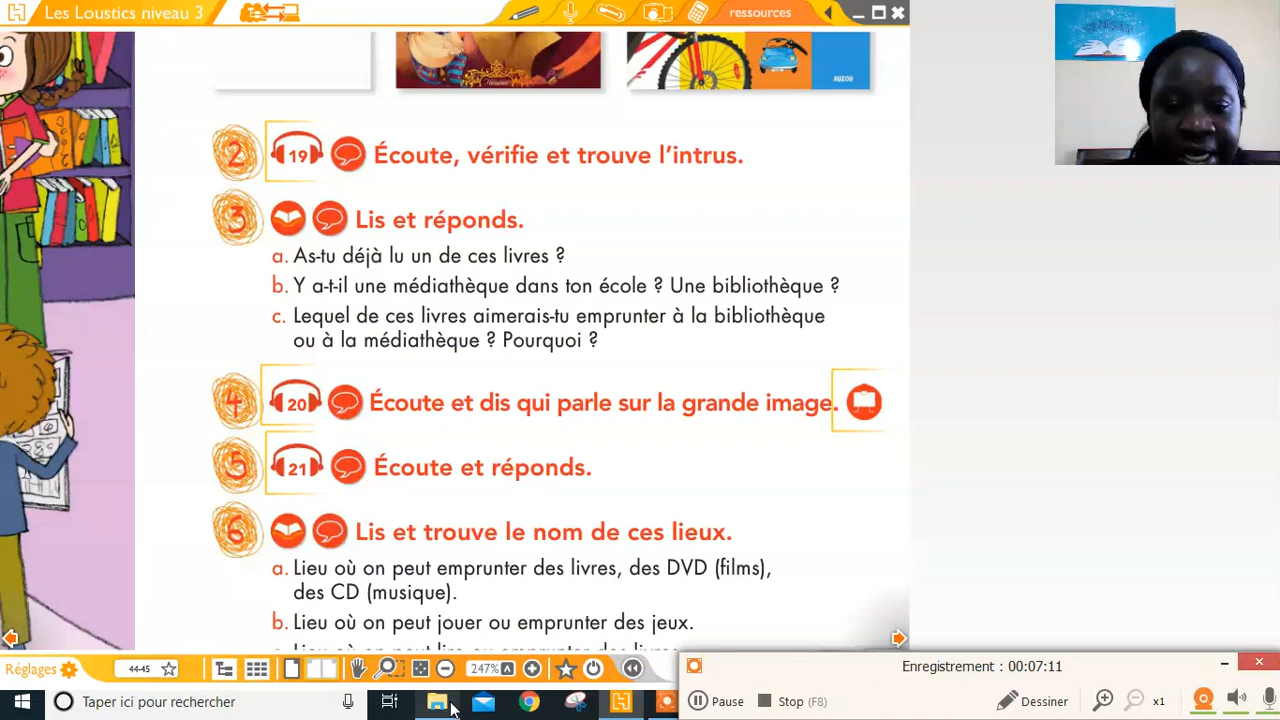 Les Loustics niveau 3
ressources
AUZOU
2 19 Écoute, vérifie et trouve l'intrus.
3 Lis et réponds.
a. As-tu déjà lu un de ces livres ?
b. Y a-t-il une médiathèque dans ton école ? Une bibliothèque ?
c. Lequel de ces livres aimerais-tu emprunter à la bibliothèque
ou à la médiathèque ? Pourquoi ?
4 20 Écoute et dis qui parle sur la grande image.
5 21 Écoute et réponds.
6 Lis et trouve le nom de ces lieux.
a. Lieu où on peut emprunter des livres, des DVD (films),
des CD (musique).
b. Lieu où on peut jouer ou emprunter des jeux.
Réglages
44-45
247% A
Enregistrement : 00:07:11
Taper ici pour rechercher
Pause
Stop (F8)
Dessiner
x1